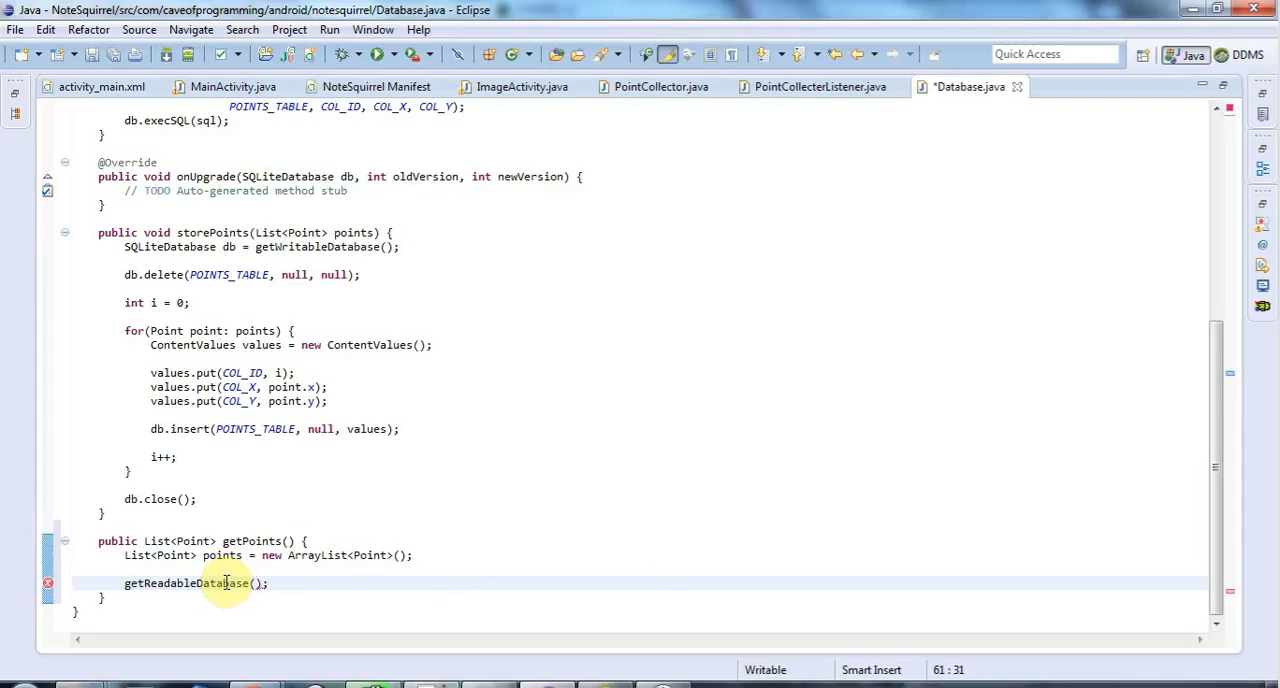 Java - NoteSquirrel/src/com/caveofprogramming/android/notesquirrel/Database.java - Eclipse
File Edit Refactor Source Navigate Search Project Run Window Help
Quick Access Java DDMS
activity_main.xml MainActivity.java NoteSquirrel Manifest ImageActivity.java PointCollector.java PointCollecterListener.java *Database.java
POINTS_TABLE, COL_ID, COL_X, COL_Y);
db.execSQL(sql);
}
@Override
public void onUpgrade(SQLiteDatabase db, int oldVersion, int newVersion) {
// TODO Auto-generated method stub
}
public void storePoints(List<Point> points) {
SQLiteDatabase db = getWritableDatabase();
db.delete(POINTS_TABLE, null, null);
int i = 0;
for(Point point: points) {
ContentValues values = new ContentValues();
values.put(COL_ID, i);
values.put(COL_X, point.x);
values.put(COL_Y, point.y);
db.insert(POINTS_TABLE, null, values);
i++;
}
db.close();
}
public List<Point> getPoints() {
List<Point> points = new ArrayList<Point>();
getReadableDatabase();
}
}
Writable Smart Insert 61 : 31